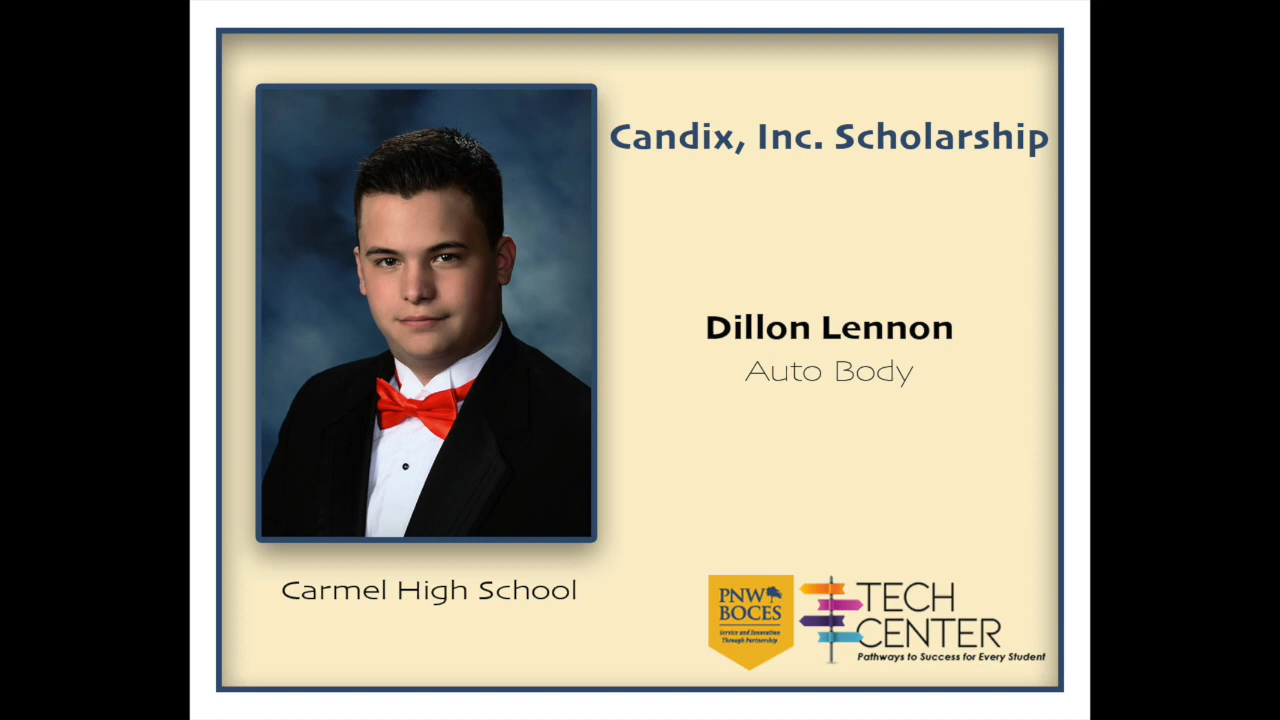 Candix, Inc. Scholarship
Dillon Lennon
Auto Body
Carmel High School
PNW
BOCES
Service and Innovation
Through Partnership
TECH
CENTER
Pathways to Success for Every Student